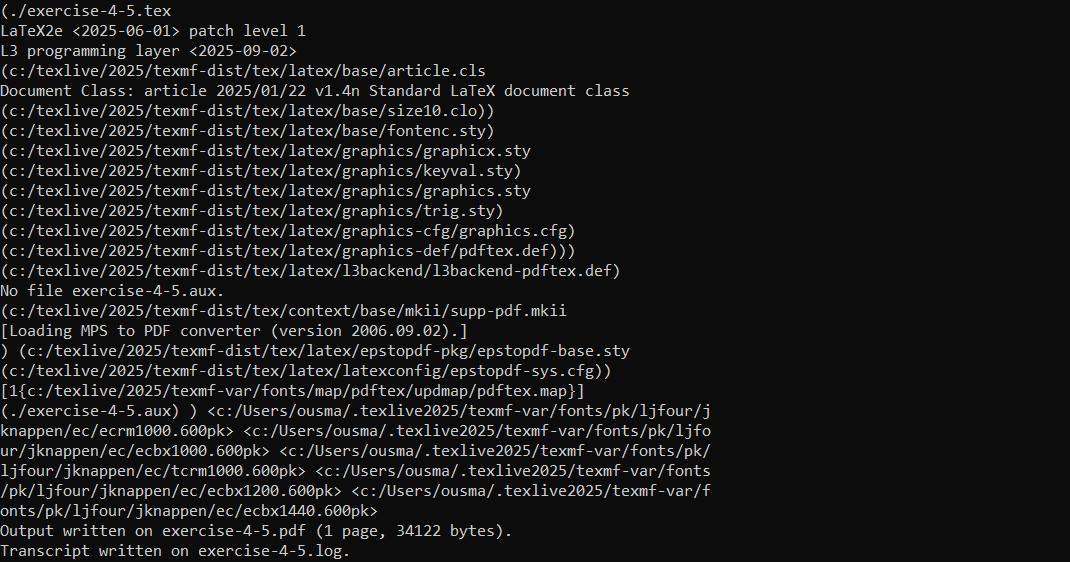 (./exercise-4-5.tex
LaTeX2e <2025-06-01> patch level 1
L3 programming layer <2025-09-02>
(c:/texlive/2025/texmf-dist/tex/latex/base/article.cls
Document Class: article 2025/01/22 v1.4n Standard LaTeX document class
(c:/texlive/2025/texmf-dist/tex/latex/base/size10.clo))
(c:/texlive/2025/texmf-dist/tex/latex/base/fontenc.sty)
(c:/texlive/2025/texmf-dist/tex/latex/graphics/graphicx.sty
(c:/texlive/2025/texmf-dist/tex/latex/graphics/keyval.sty)
(c:/texlive/2025/texmf-dist/tex/latex/graphics/graphics.sty
(c:/texlive/2025/texmf-dist/tex/latex/graphics/trig.sty)
(c:/texlive/2025/texmf-dist/tex/latex/graphics-cfg/graphics.cfg)
(c:/texlive/2025/texmf-dist/tex/latex/graphics-def/pdftex.def)))
(c:/texlive/2025/texmf-dist/tex/latex/l3backend/l3backend-pdftex.def)
No file exercise-4-5.aux.
(c:/texlive/2025/texmf-dist/tex/context/base/mkii/supp-pdf.mkii
[Loading MPS to PDF converter (version 2006.09.02).]
) (c:/texlive/2025/texmf-dist/tex/latex/epstopdf-pkg/epstopdf-base.sty
(c:/texlive/2025/texmf-dist/tex/latex/latexconfig/epstopdf-sys.cfg))
[1{c:/texlive/2025/texmf-var/fonts/map/pdftex/updmap/pdftex.map}]
(./exercise-4-5.aux) ) <c:/Users/ousma/.texlive2025/texmf-var/fonts/pk/ljfour/j
knappen/ec/ecrm1000.600pk> <c:/Users/ousma/.texlive2025/texmf-var/fonts/pk/ljfo
ur/jknappen/ec/ecbx1000.600pk> <c:/Users/ousma/.texlive2025/texmf-var/fonts/pk/
ljfour/jknappen/ec/tcrm1000.600pk> <c:/Users/ousma/.texlive2025/texmf-var/fonts
/pk/ljfour/jknappen/ec/ecbx1200.600pk> <c:/Users/ousma/.texlive2025/texmf-var/f
onts/pk/ljfour/jknappen/ec/ecbx1440.600pk>
Output written on exercise-4-5.pdf (1 page, 34122 bytes).
Transcript written on exercise-4-5.log.